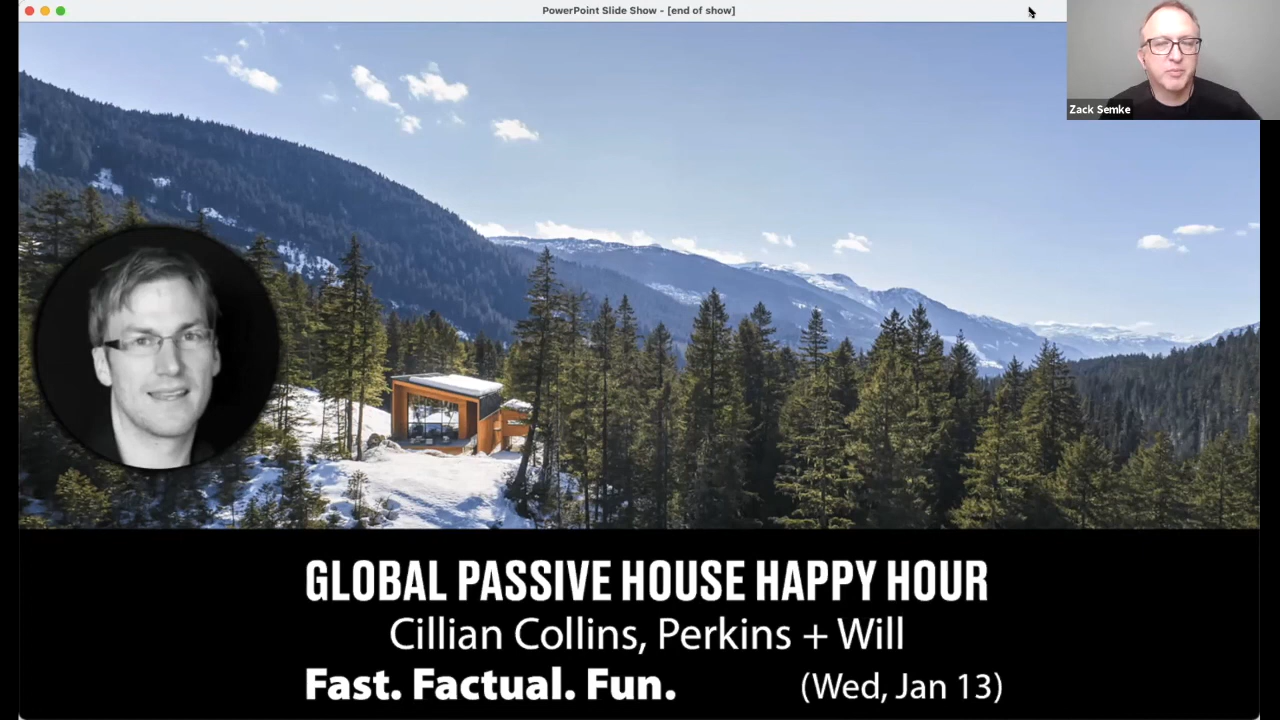 PowerPoint Slide Show - [end of show]
Zack Semke
GLOBAL PASSIVE HOUSE HAPPY HOUR
Cillian Collins, Perkins + Will
Fast. Factual. Fun. (Wed, Jan 13)